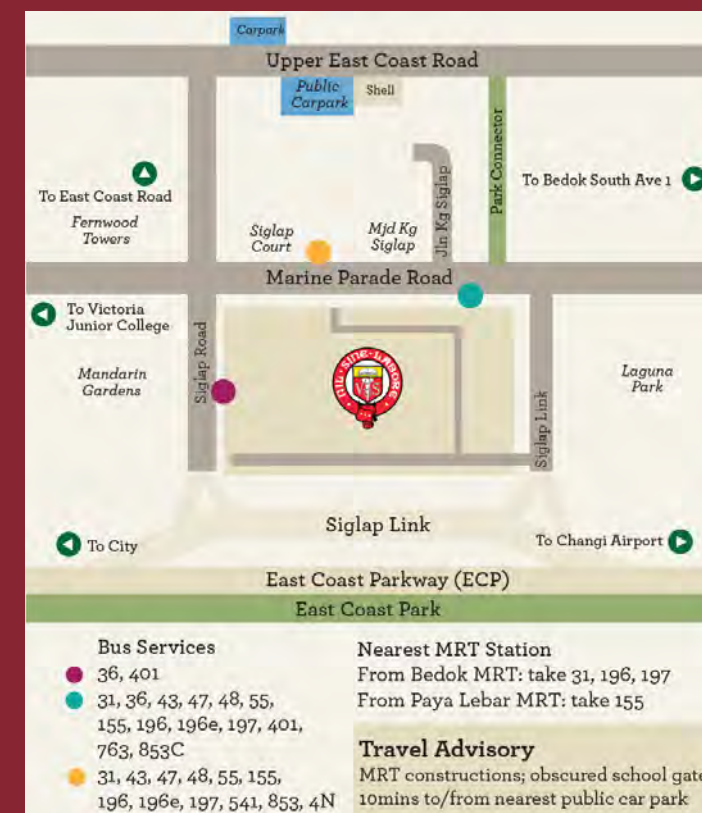 Carpark
Upper East Coast Road
Public
Carpark
Shell
Park Connector
Jln Kg Siglap
To East Coast Road
To Bedok South Ave 1
Fernwood
Towers
Siglap
Court
Mjd Kg
Siglap
Marine Parade Road
To Victoria
Junior College
Mandarin
Gardens
Siglap Road
NIL·SINE·LABORE
VS
Siglap Link
Laguna
Park
Siglap Link
To City
To Changi Airport
East Coast Parkway (ECP)
East Coast Park
Bus Services
36, 401
31, 36, 43, 47, 48, 55,
155, 196, 196e, 197, 401,
763, 853C
31, 43, 47, 48, 55, 155,
196, 196e, 197, 541, 853, 4N
Nearest MRT Station
From Bedok MRT: take 31, 196, 197
From Paya Lebar MRT: take 155
Travel Advisory
MRT constructions; obscured school gate
10mins to/from nearest public car park